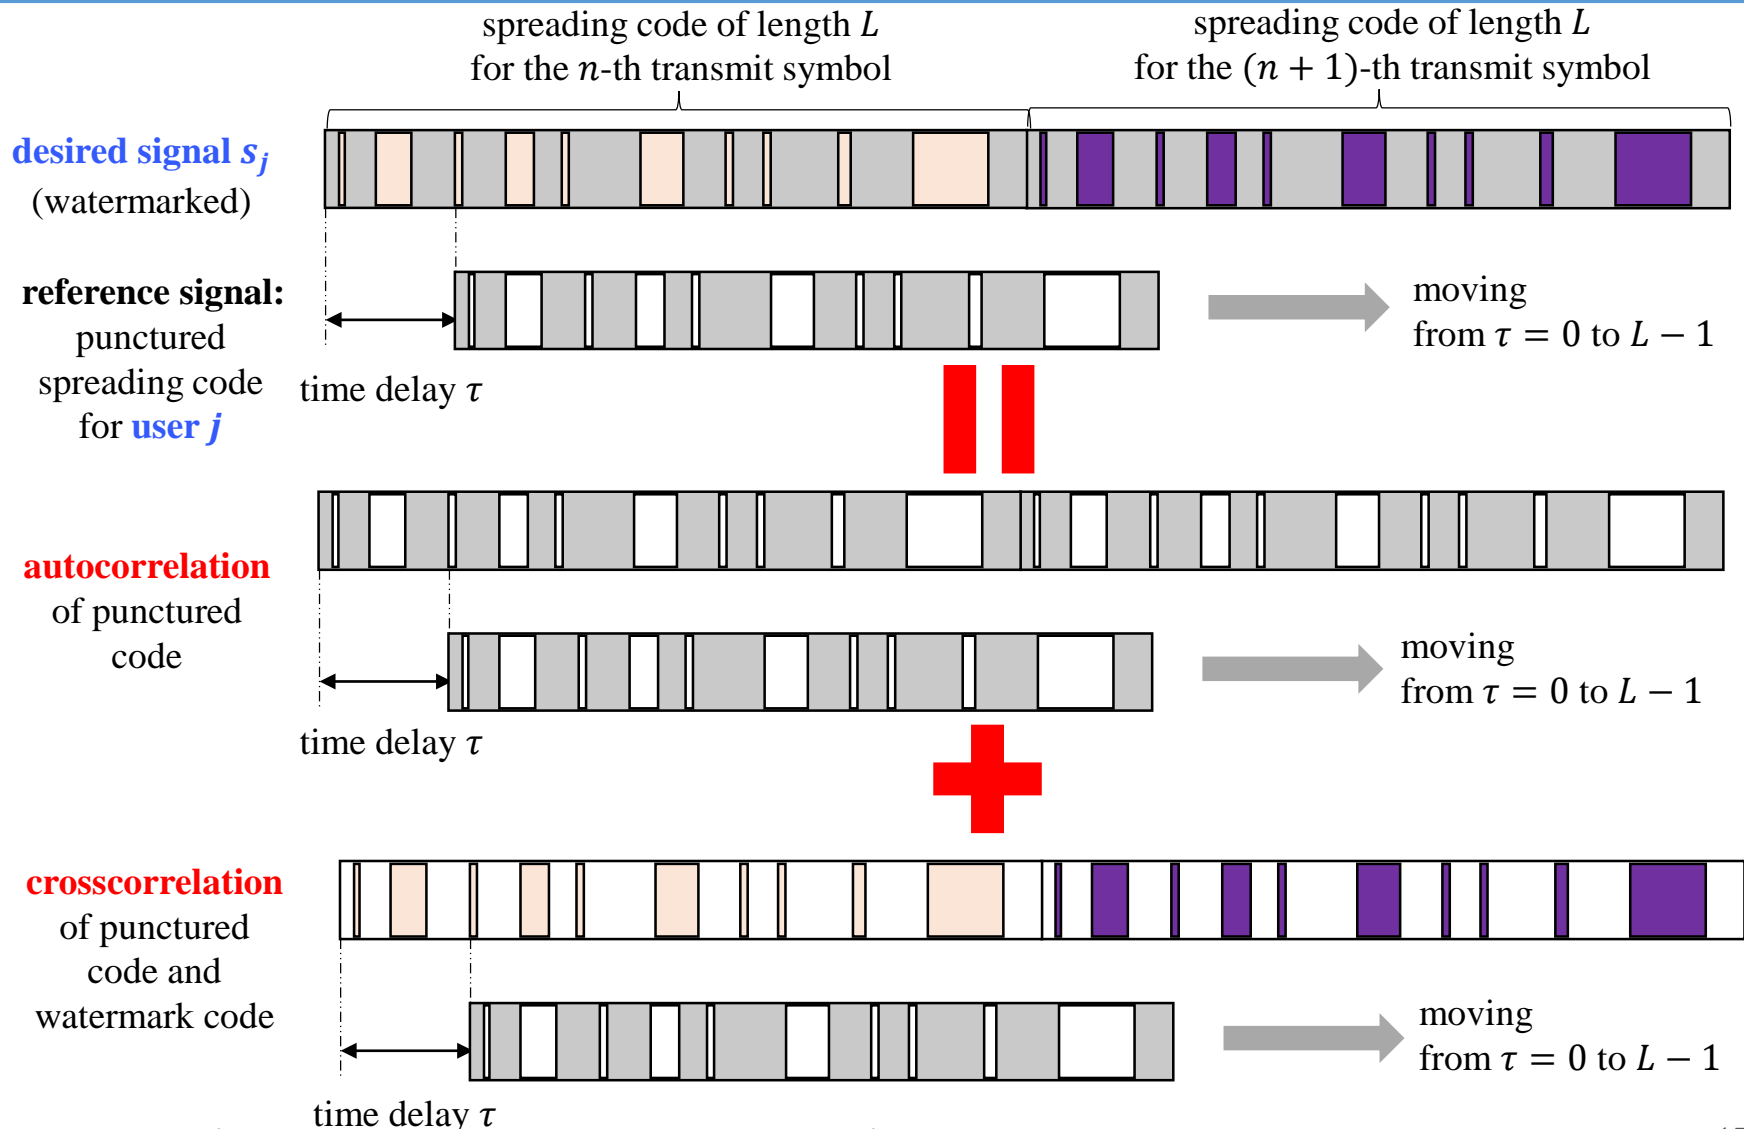 spreading code of length L
for the n-th transmit symbol
spreading code of length L
for the (n + 1)-th transmit symbol
desired signal s_j
(watermarked)
reference signal:
punctured
spreading code
for user j
time delay τ
moving
from τ = 0 to L − 1
autocorrelation
of punctured
code
time delay τ
moving
from τ = 0 to L − 1
crosscorrelation
of punctured
code and
watermark code
time delay τ
moving
from τ = 0 to L − 1